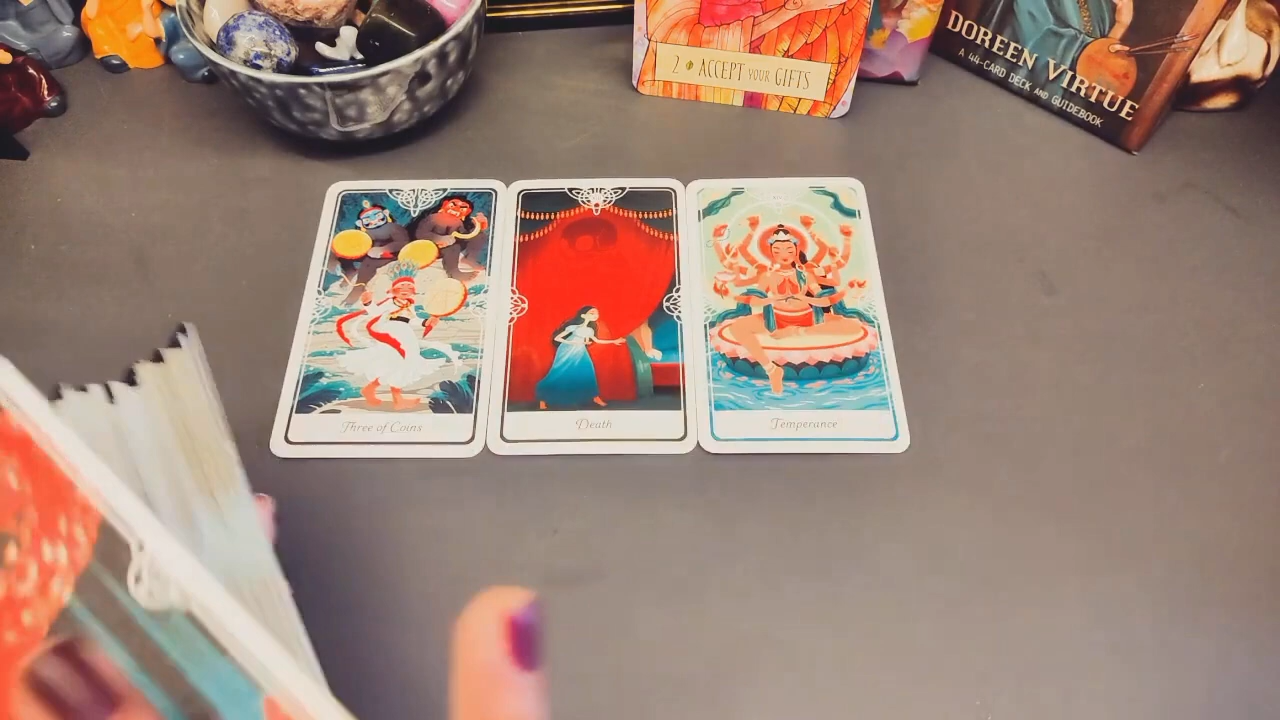 2 ACCEPT YOUR GIFTS
DOREEN VIRTUE
A 44-CARD DECK AND GUIDEBOOK
Three of Coins
Death
Temperance